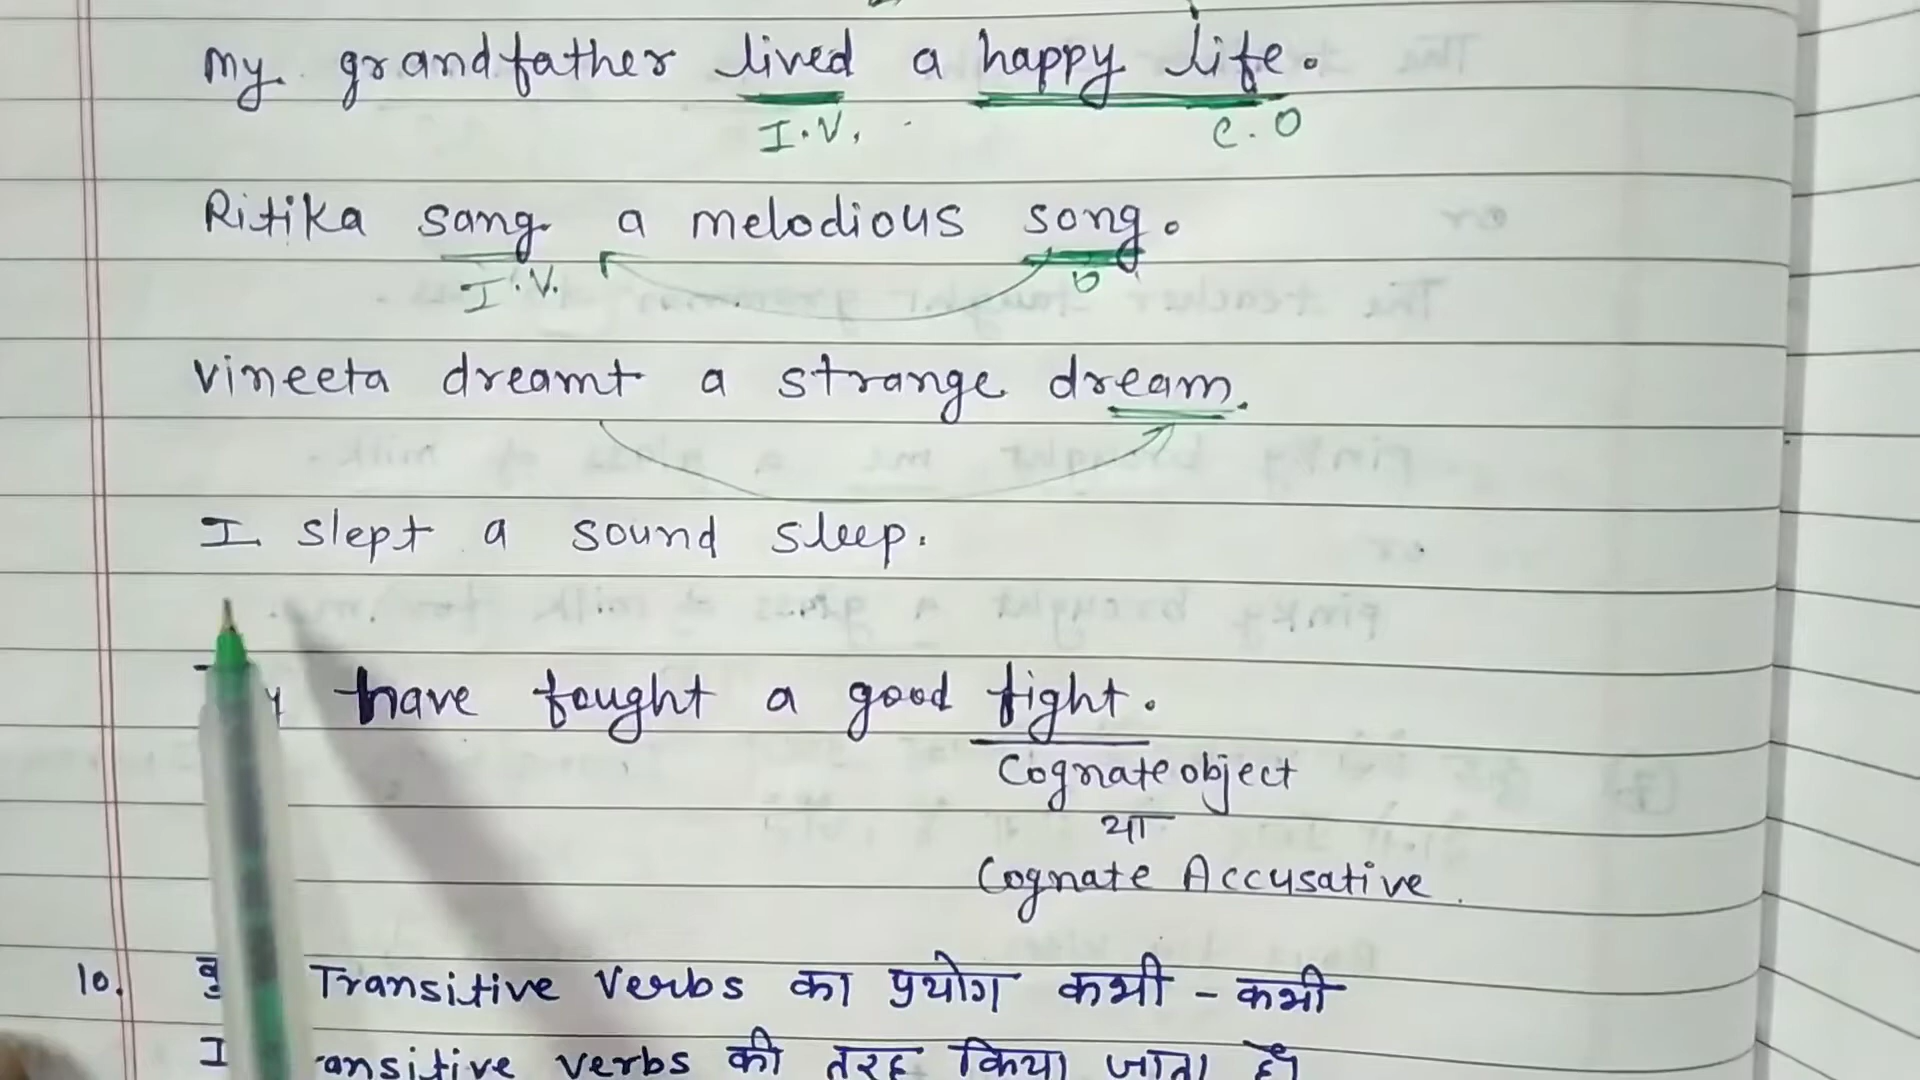 My grandfather lived a happy life.
I.V. C.O
Ritika sang a melodious song.
I.V. O
Vineeta dreamt a strange dream.
I slept a sound sleep.
have fought a good fight.
Cognate object
या
Cognate Accusative.
10. Transitive Verbs का प्रयोग कभी - कभी
verbs की तरह किया जाता है